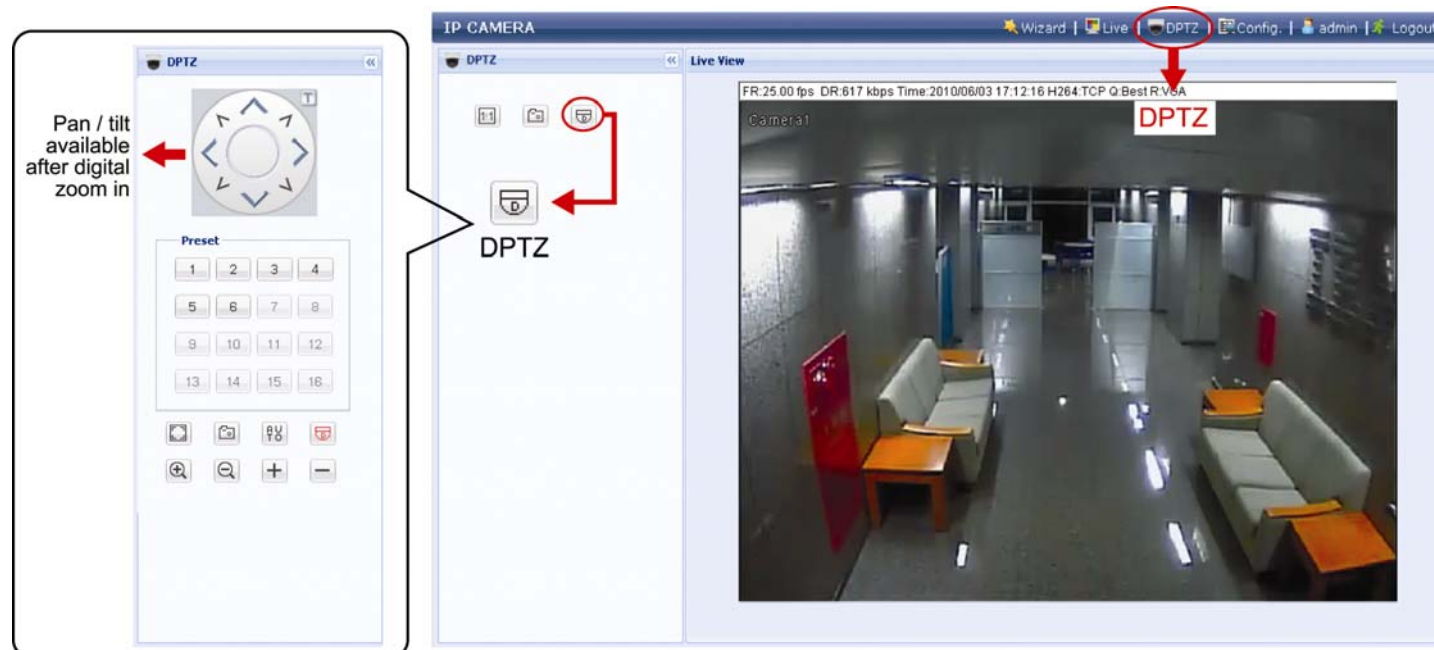 IP CAMERA
Wizard | Live | DPTZ | Config. | admin | Logout
DPTZ
Pan / tilt
available
after digital
zoom in
T
Preset
1 2 3 4
5 6 7 8
9 10 11 12
13 14 15 16
AUTO
DPTZ
1:1
D
D
DPTZ
Live View
FR:25.00 fps DR:617 kbps Time:2010/06/03 17:12:16 H264:TCP Q:Best R:VGA
DPTZ
Camera1